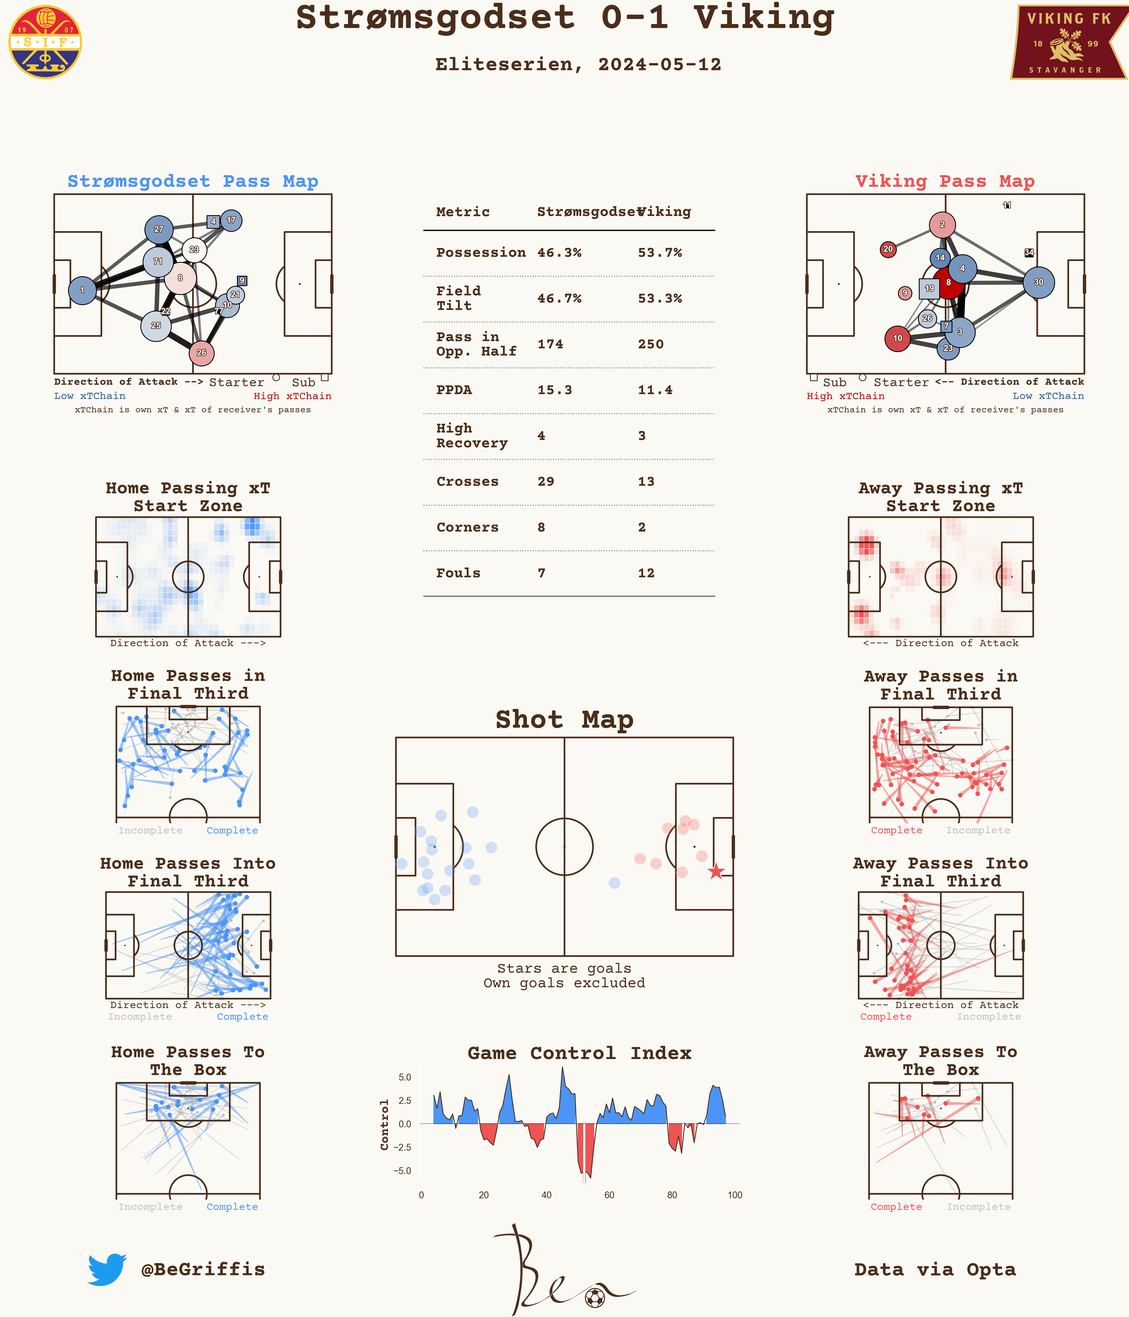 Strømsgodset 0-1 Viking
Eliteserien, 2024-05-12
19 07
S.I.F
VIKING FK
18 99
STAVANGER
Strømsgodset Pass Map
27
4
17
71
23
8
1
9
21
10
77
22
25
26
Direction of Attack --> Starter Sub
Low xTChain High xTChain
xTChain is own xT & xT of receiver's passes
Metric Strømsgodset Viking
Possession 46.3% 53.7%
Field
Tilt 46.7% 53.3%
Pass in
Opp. Half 174 250
PPDA 15.3 11.4
High
Recovery 4 3
Crosses 29 13
Corners 8 2
Fouls 7 12
Viking Pass Map
11
2
20
34
14
4
8
30
9
19
26
7
3
10
23
Sub Starter <-- Direction of Attack
High xTChain Low xTChain
xTChain is own xT & xT of receiver's passes
Home Passing xT
Start Zone
Direction of Attack --->
Away Passing xT
Start Zone
<--- Direction of Attack
Home Passes in
Final Third
Incomplete Complete
Away Passes in
Final Third
Complete Incomplete
Shot Map
Stars are goals
Own goals excluded
Home Passes Into
Final Third
Direction of Attack --->
Incomplete Complete
Away Passes Into
Final Third
<--- Direction of Attack
Complete Incomplete
Home Passes To
The Box
Incomplete Complete
Game Control Index
Control
5.0
2.5
0.0
−2.5
−5.0
0 20 40 60 80 100
Away Passes To
The Box
Complete Incomplete
@BeGriffis
Ben
Data via Opta